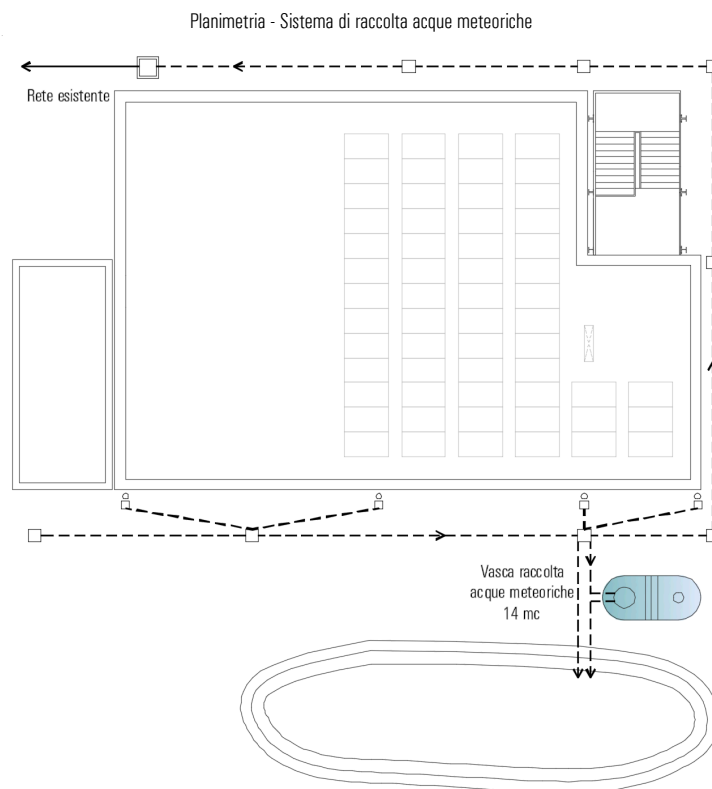 Planimetria - Sistema di raccolta acque meteoriche
Rete esistente
Vasca raccolta
acque meteoriche
14 mc